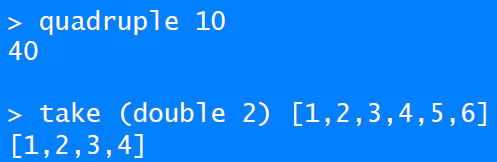 > quadruple 10
40
> take (double 2) [1,2,3,4,5,6]
[1,2,3,4]